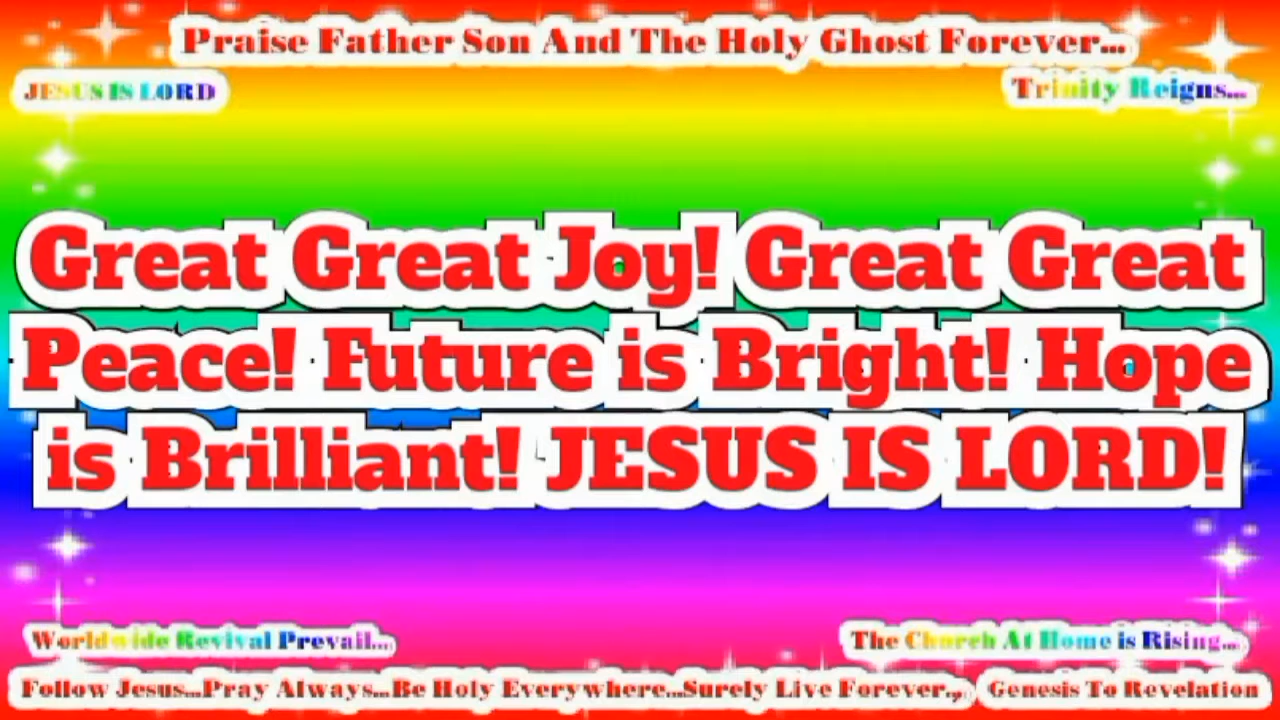 Praise Father Son And The Holy Ghost Forever...
JESUS IS LORD
Trinity Reigns...
Great Great Joy! Great Great
Peace! Future is Bright! Hope
is Brilliant! JESUS IS LORD!
Worldwide Revival Prevail...
The Church At Home is Rising...
Follow Jesus...Pray Always...Be Holy Everywhere...Surely Live Forever..,
Genesis To Revelation